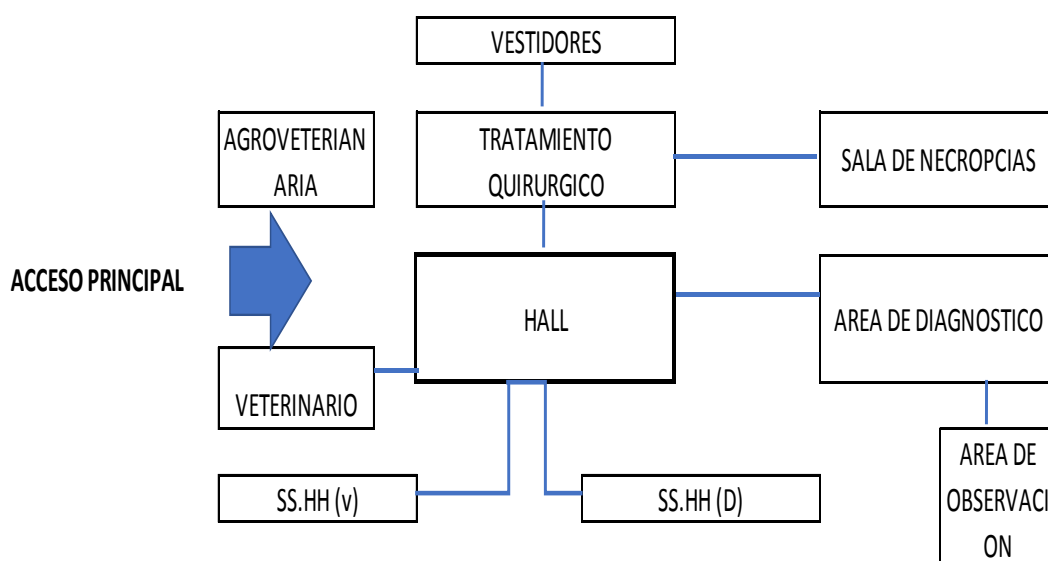 VESTIDORES
AGROVETERIAN
ARIA
TRATAMIENTO
QUIRURGICO
SALA DE NECROPCIAS
ACCESO PRINCIPAL
HALL
AREA DE DIAGNOSTICO
VETERINARIO
SS.HH (v)
SS.HH (D)
AREA DE
OBSERVACI
ON